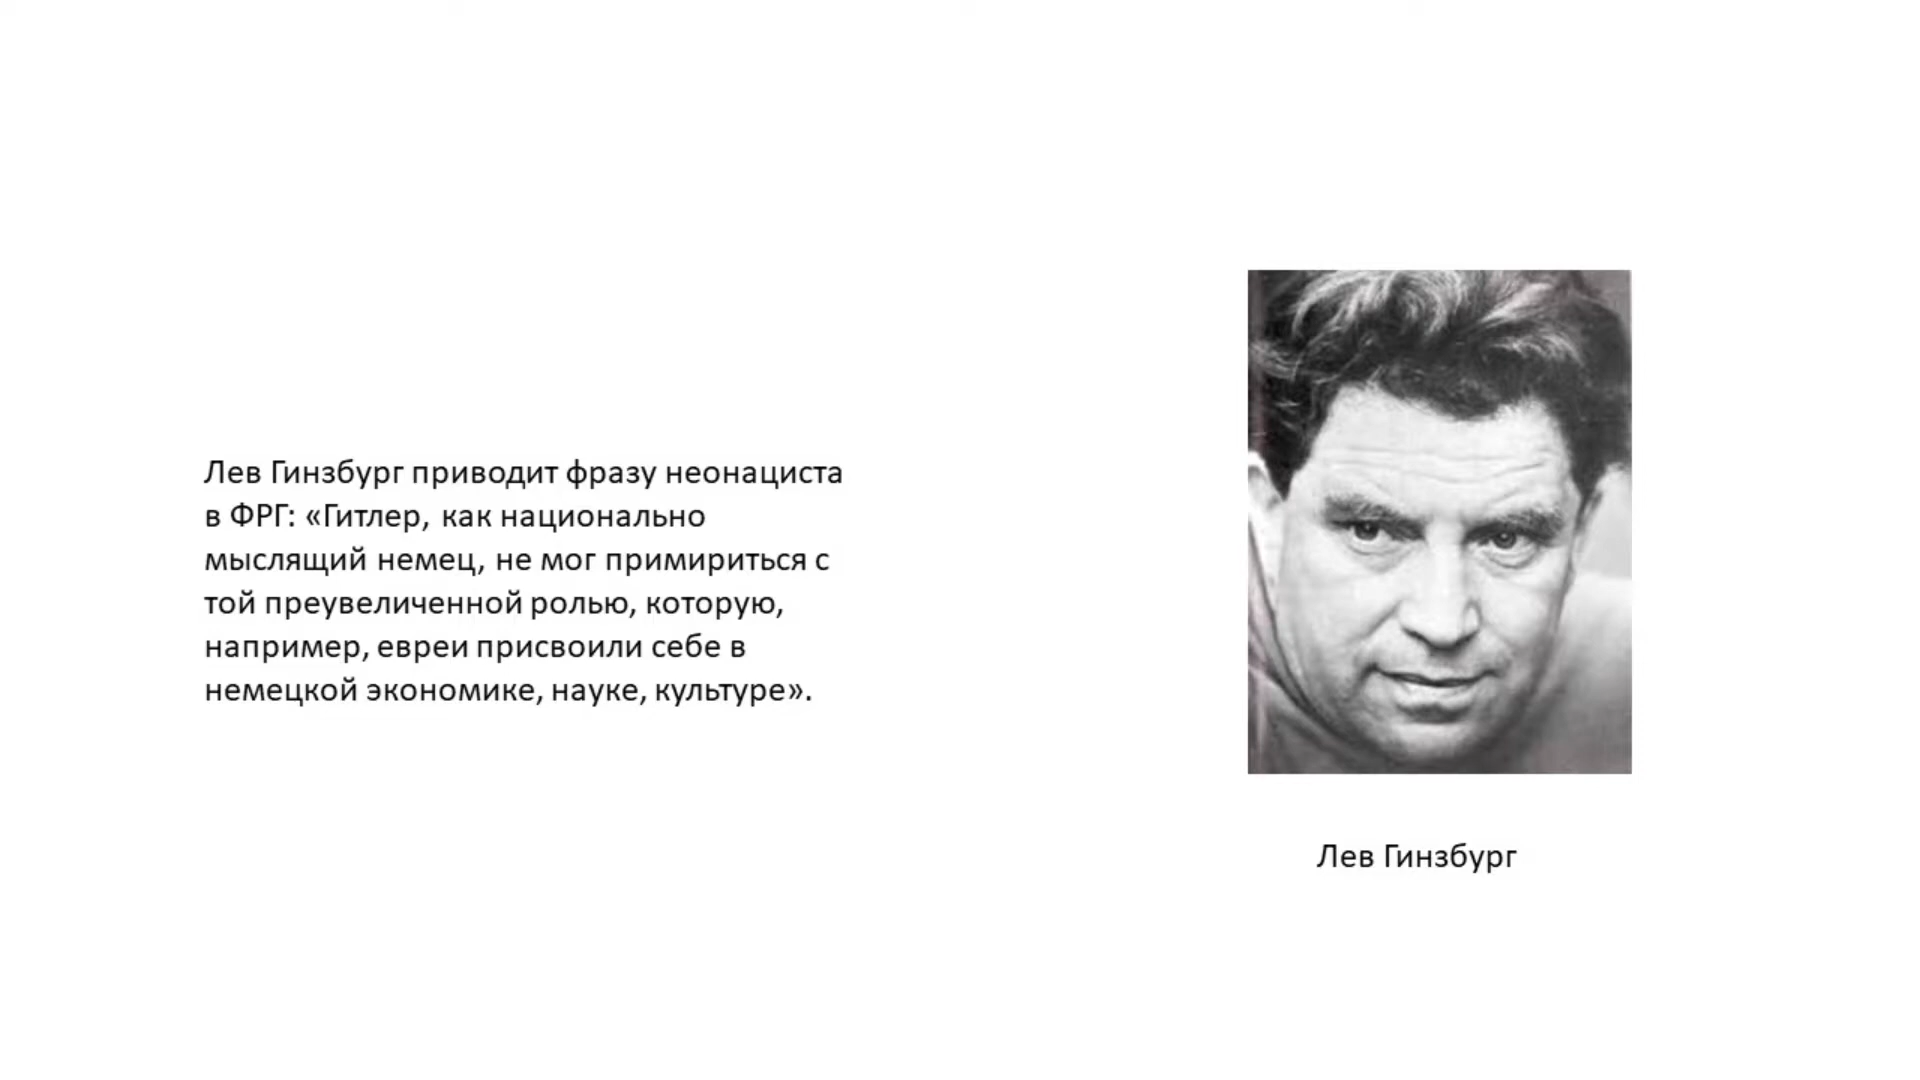 Лев Гинзбург приводит фразу неонациста
в ФРГ: «Гитлер, как национально
мыслящий немец, не мог примириться с
той преувеличенной ролью, которую,
например, евреи присвоили себе в
немецкой экономике, науке, культуре».
Лев Гинзбург